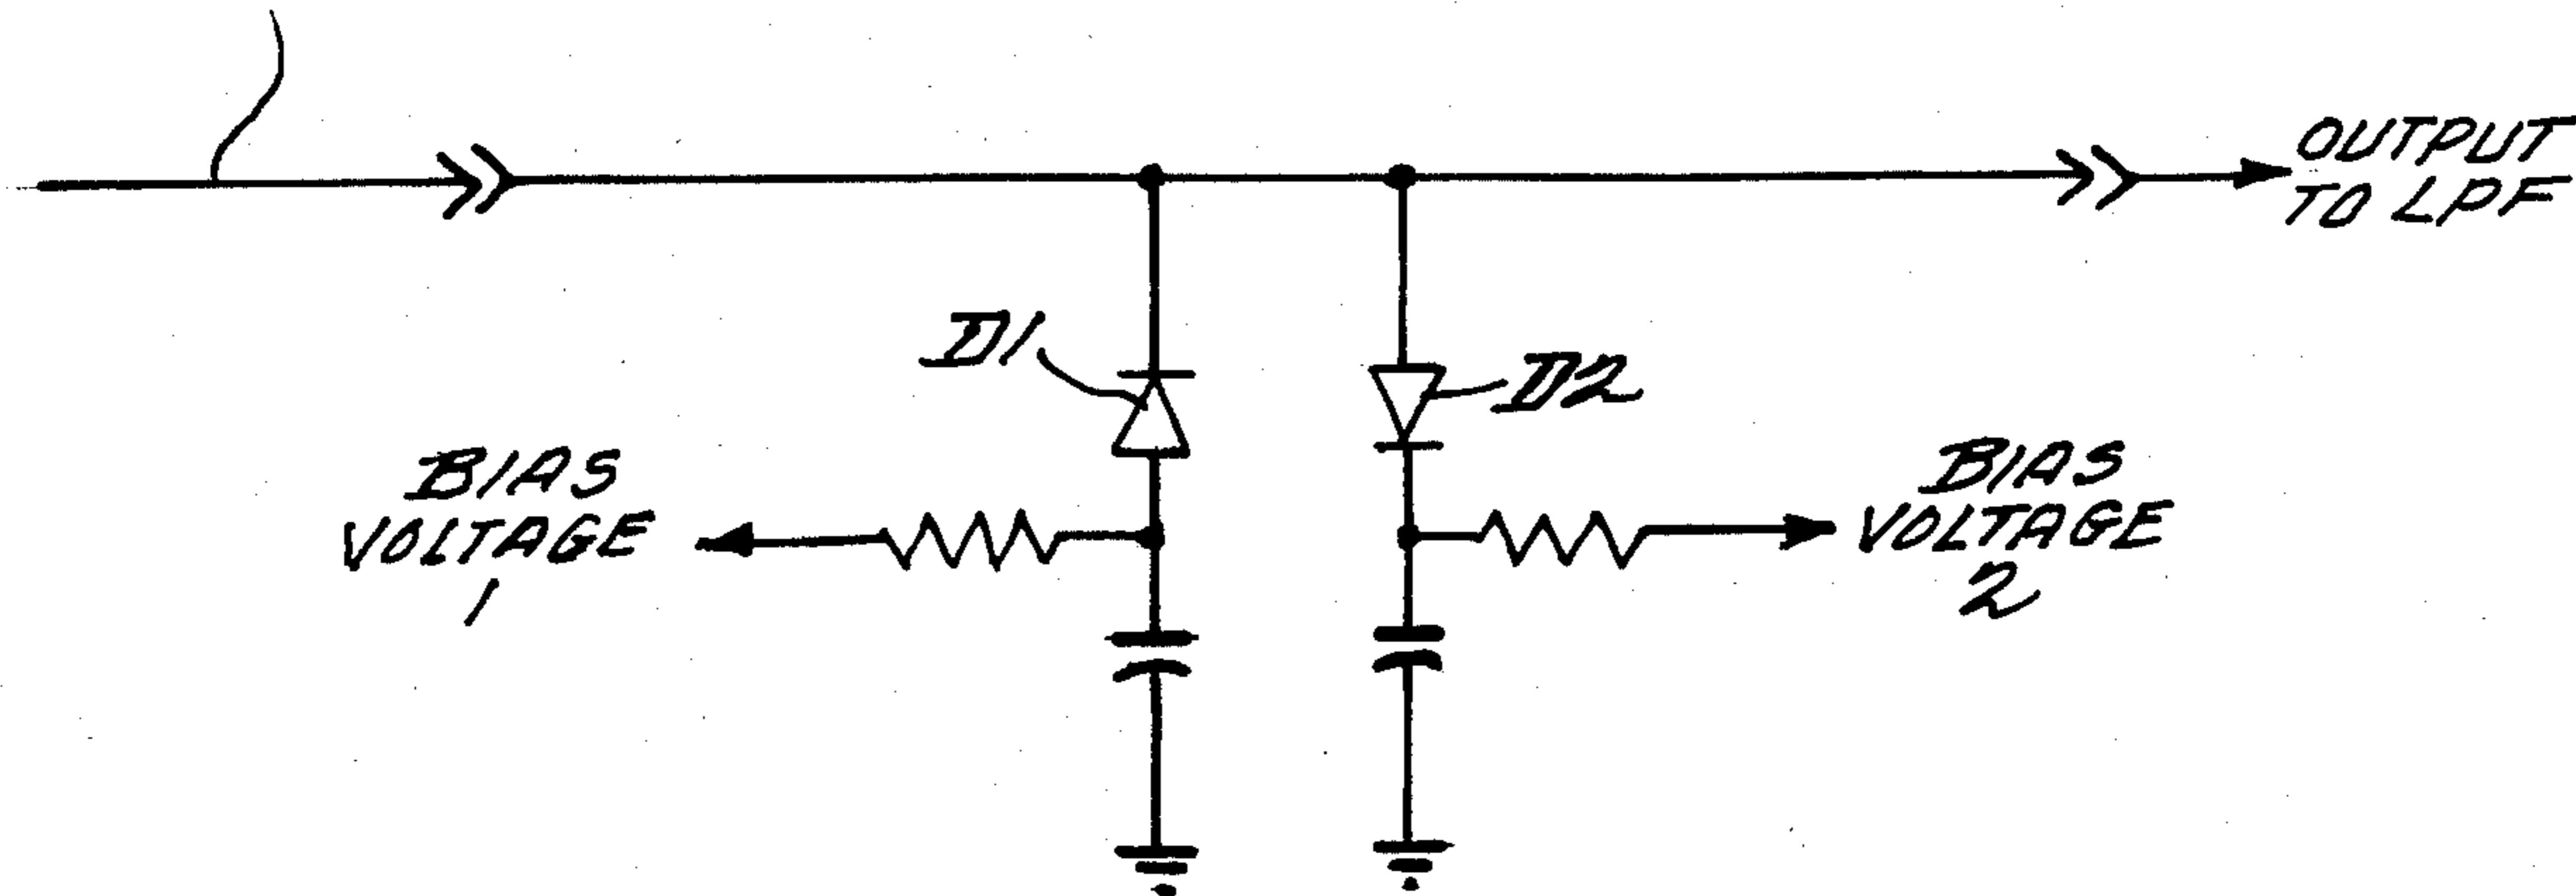 OUTPUT
TO LPF
D1
D2
BIAS
VOLTAGE
1
BIAS
VOLTAGE
2